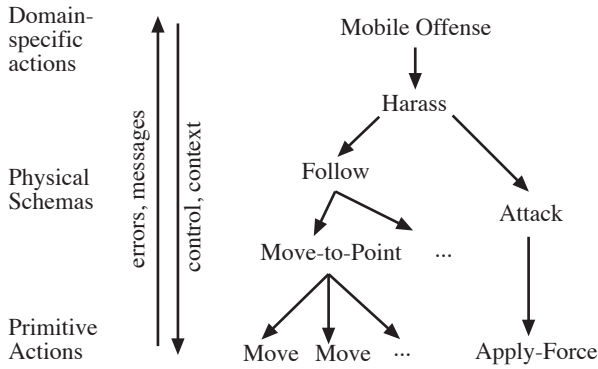 Domain-
specific
actions
Mobile Offense
Harass
errors, messages
control, context
Physical
Schemas
Follow
Attack
Move-to-Point
...
Primitive
Actions
Move
Move
...
Apply-Force